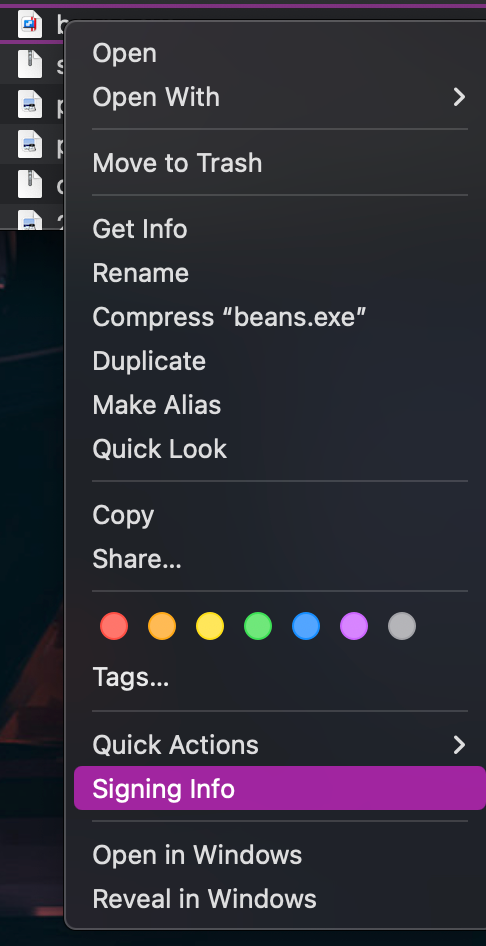 Open
Open With
Move to Trash
Get Info
Rename
Compress “beans.exe”
Duplicate
Make Alias
Quick Look
Copy
Share...
Tags...
Quick Actions
Signing Info
Open in Windows
Reveal in Windows